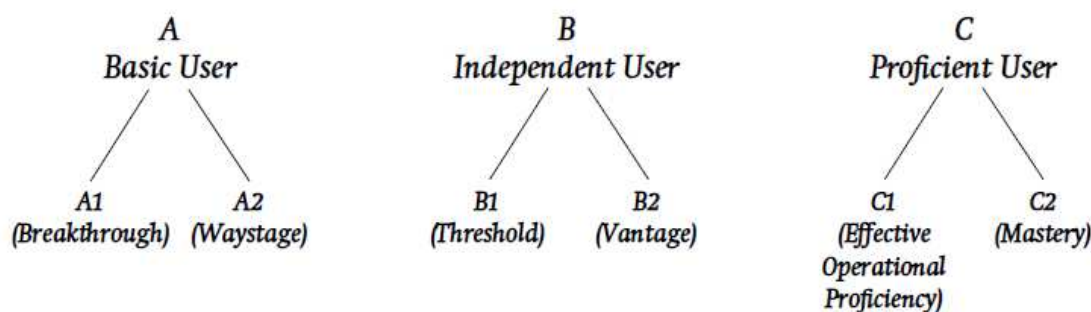 A
Basic User
A1
(Breakthrough)
A2
(Waystage)
B
Independent User
B1
(Threshold)
B2
(Vantage)
C
Proficient User
C1
(Effective
Operational
Proficiency)
C2
(Mastery)